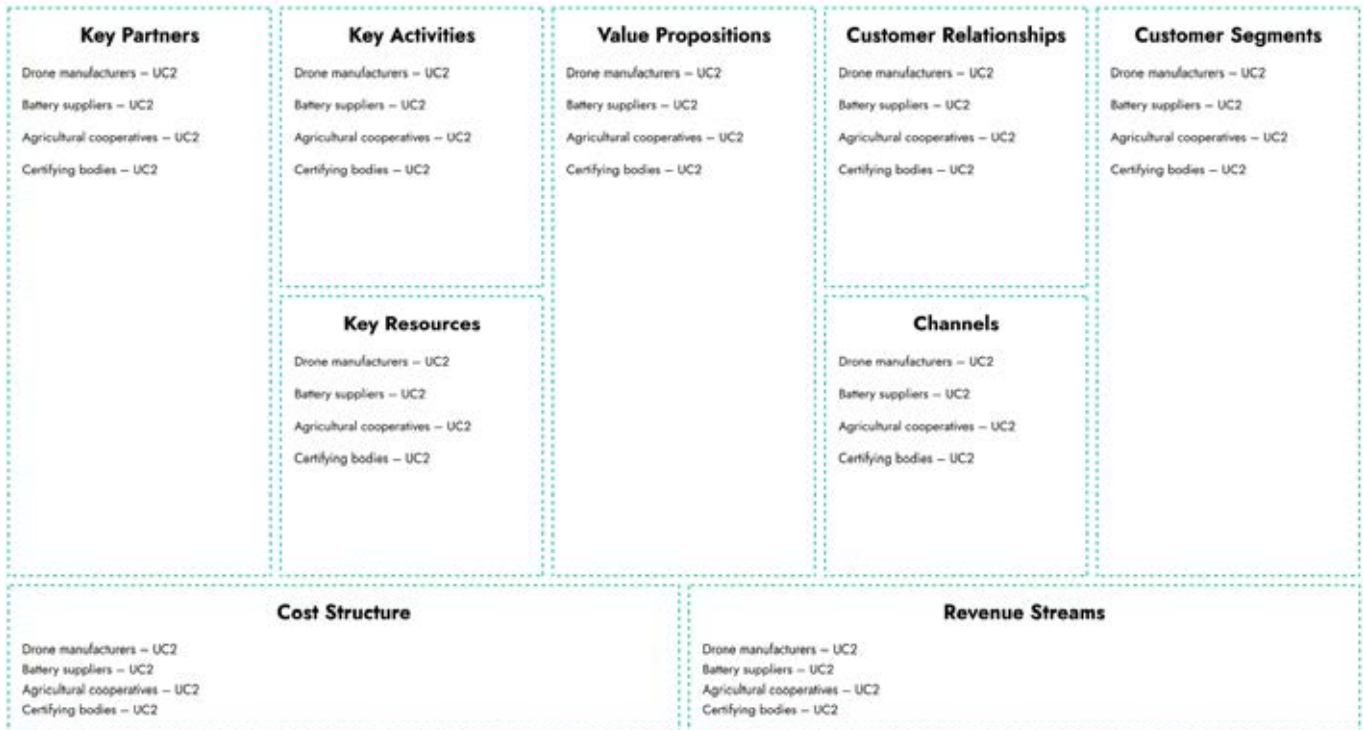 Key Partners
Drone manufacturers – UC2
Battery suppliers – UC2
Agricultural cooperatives – UC2
Certifying bodies – UC2
Key Activities
Drone manufacturers – UC2
Battery suppliers – UC2
Agricultural cooperatives – UC2
Certifying bodies – UC2
Key Resources
Drone manufacturers – UC2
Battery suppliers – UC2
Agricultural cooperatives – UC2
Certifying bodies – UC2
Value Propositions
Drone manufacturers – UC2
Battery suppliers – UC2
Agricultural cooperatives – UC2
Certifying bodies – UC2
Customer Relationships
Drone manufacturers – UC2
Battery suppliers – UC2
Agricultural cooperatives – UC2
Certifying bodies – UC2
Channels
Drone manufacturers – UC2
Battery suppliers – UC2
Agricultural cooperatives – UC2
Certifying bodies – UC2
Customer Segments
Drone manufacturers – UC2
Battery suppliers – UC2
Agricultural cooperatives – UC2
Certifying bodies – UC2
Cost Structure
Drone manufacturers – UC2
Battery suppliers – UC2
Agricultural cooperatives – UC2
Certifying bodies – UC2
Revenue Streams
Drone manufacturers – UC2
Battery suppliers – UC2
Agricultural cooperatives – UC2
Certifying bodies – UC2